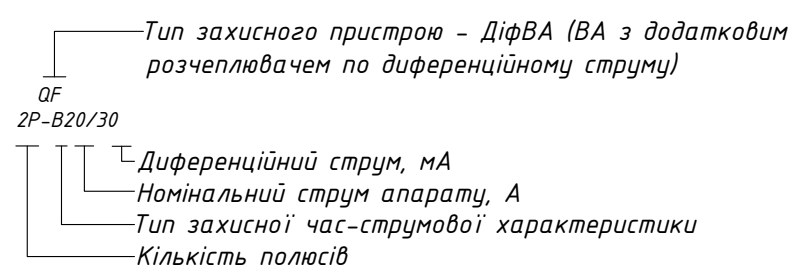 Тип захисного пристрою - ДіфВА (ВА з додатковим
розчеплювачем по диференційному струму)
QF
2P-B20/30
Диференційний струм, мА
Номінальний струм апарату, А
Тип захисної час-струмової характеристики
Кількість полюсів